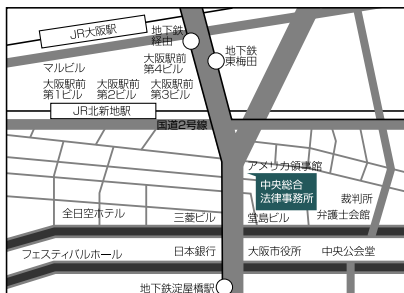 JR大阪駅
地下鉄
経由
地下鉄
東梅田
マルビル
大阪駅前
第4ビル
大阪駅前
第1ビル
大阪駅前
第2ビル
大阪駅前
第3ビル
JR北新地駅
国道2号線
アメリカ領事館
中央総合
法律事務所
裁判所
全日空ホテル
三菱ビル
堂島ビル
弁護士会館
フェスティバルホール
日本銀行
大阪市役所
中央公会堂
地下鉄淀屋橋駅